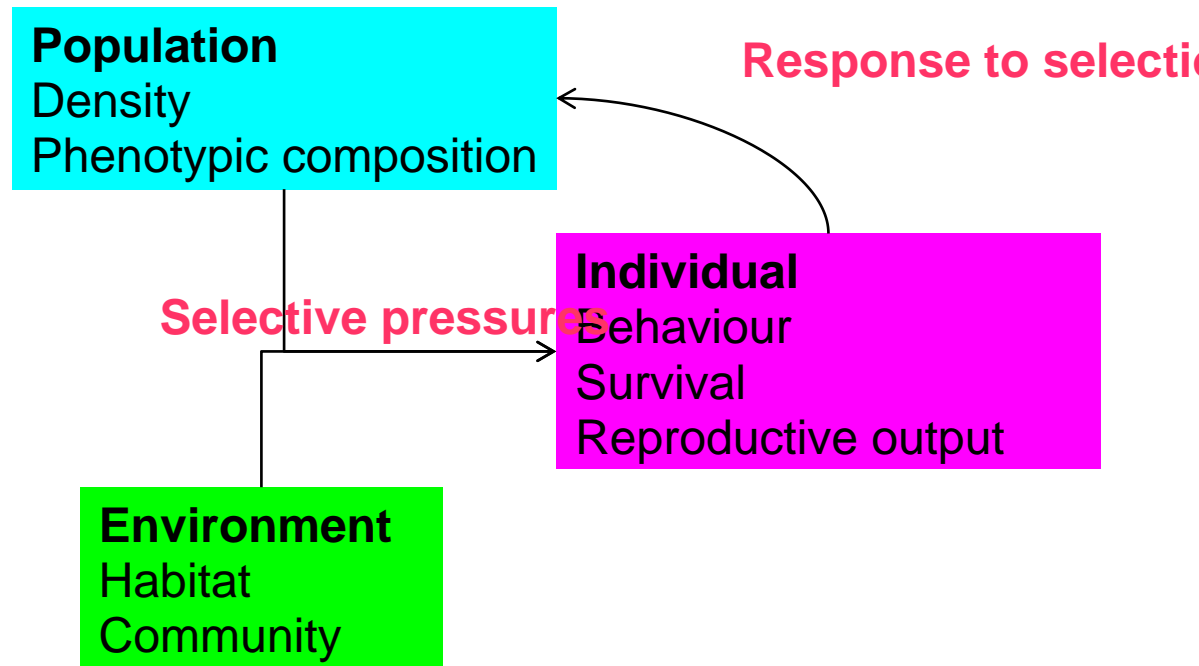 Population
Density
Phenotypic composition
Response to selectio
Individual
Behaviour
Survival
Reproductive output
Selective pressures
Environment
Habitat
Community